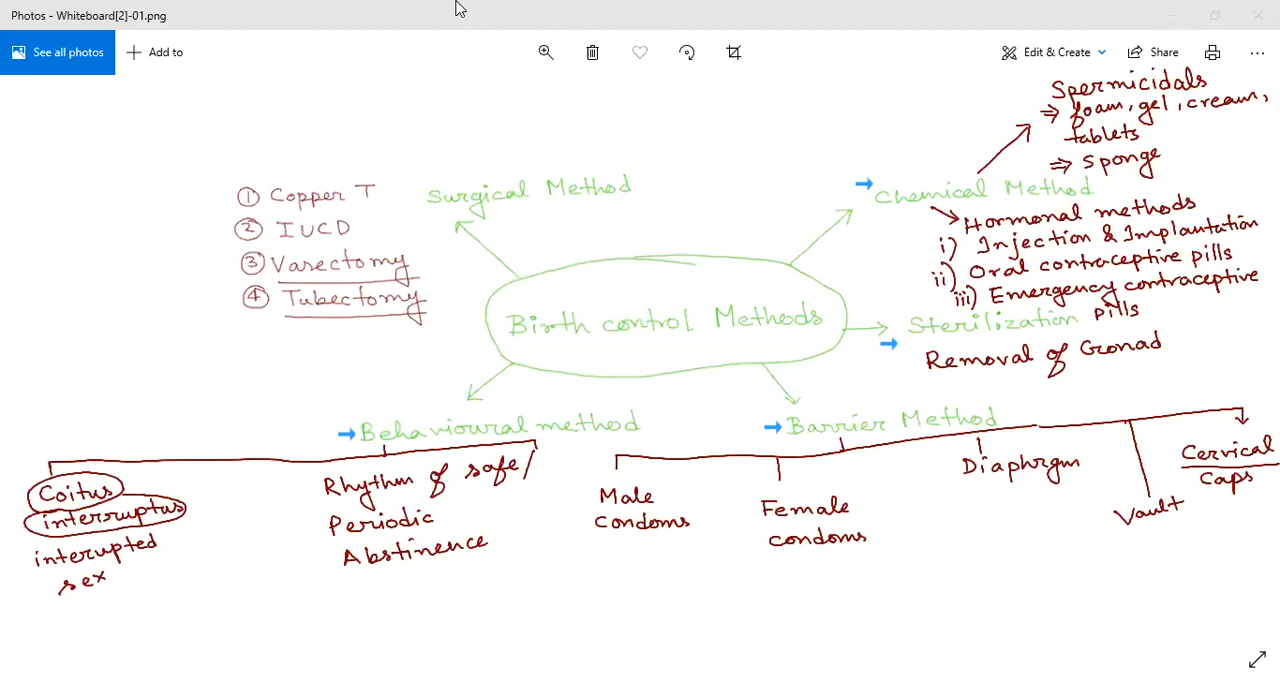 Photos - Whiteboard[2]-01.png
See all photos
Add to
Edit & Create
Share
Spermicidals
⇒ foam, gel, cream,
tablets
⇒ Sponge
① Copper T
② IUCD
③ Vasectomy
④ Tubectomy
Surgical Method
Chemical Method
Hormonal methods
i) Injection & Implantation
ii) Oral contraceptive pills
iii) Emergency contraceptive
pills
Birth control Methods
Sterilization
Removal of Gronad
Behavioural method
Barrier Method
Coitus
interruptus
interupted
sex
Rhythm of safe/
Periodic
Abstinence
Male
Condoms
Female
condoms
Diaphrgm
Vault
Cervical
Caps